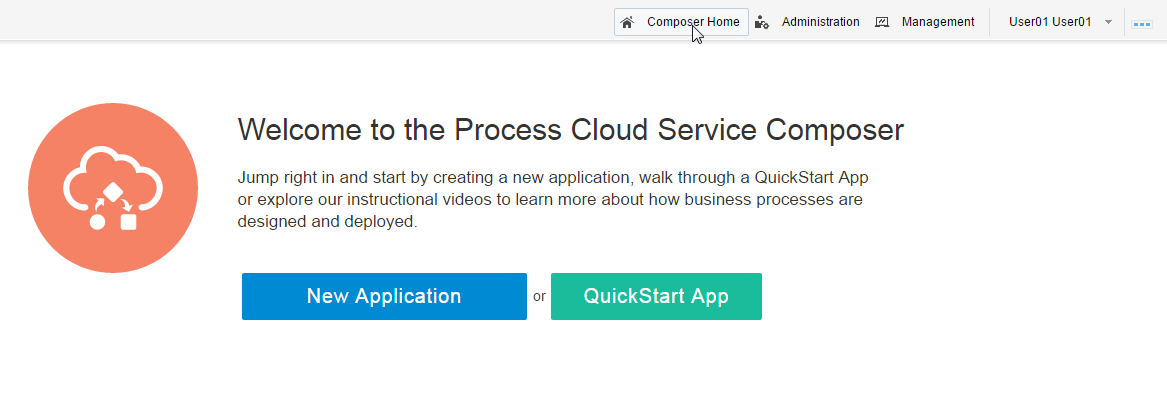 Composer Home Administration Management User01 User01
Welcome to the Process Cloud Service Composer
Jump right in and start by creating a new application, walk through a QuickStart App
or explore our instructional videos to learn more about how business processes are
designed and deployed.
New Application or QuickStart App